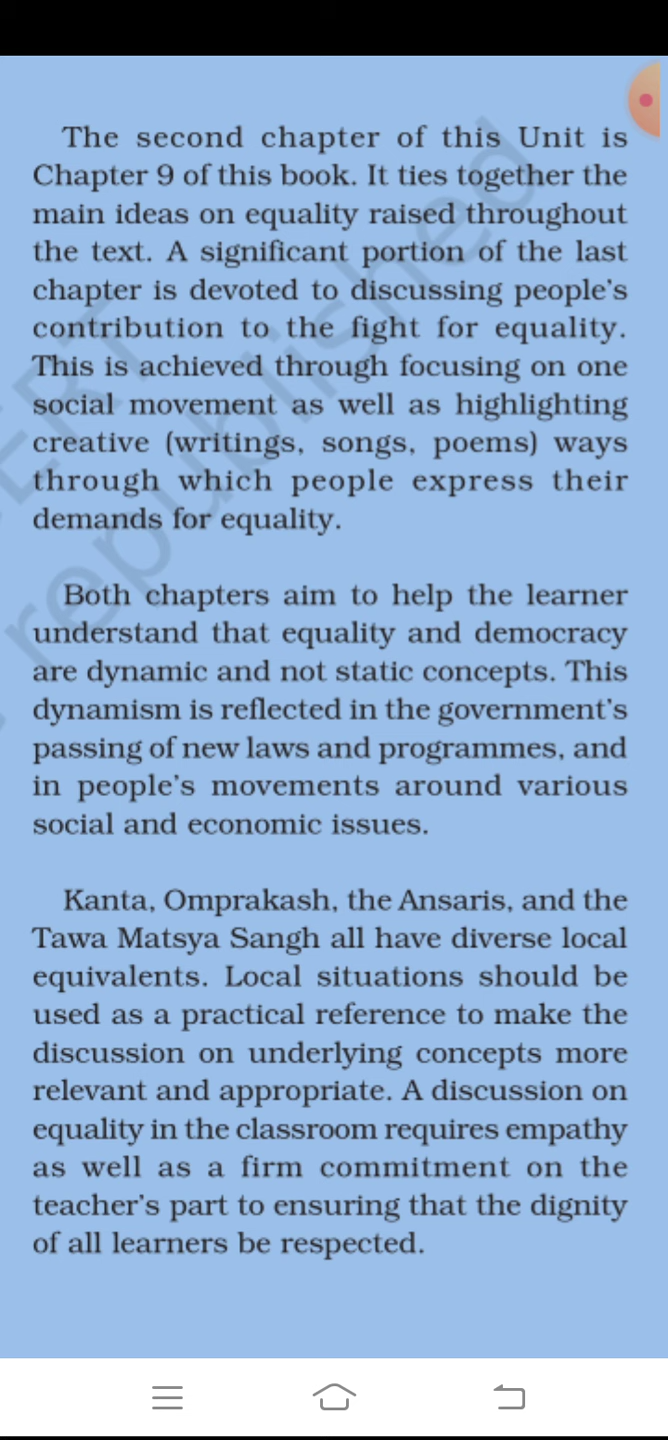 The second chapter of this Unit is
Chapter 9 of this book. It ties together the
main ideas on equality raised throughout
the text. A significant portion of the last
chapter is devoted to discussing people's
contribution to the fight for equality.
This is achieved through focusing on one
social movement as well as highlighting
creative (writings, songs, poems) ways
through which people express their
demands for equality.
Both chapters aim to help the learner
understand that equality and democracy
are dynamic and not static concepts. This
dynamism is reflected in the government's
passing of new laws and programmes, and
in people's movements around various
social and economic issues.
Kanta, Omprakash, the Ansaris, and the
Tawa Matsya Sangh all have diverse local
equivalents. Local situations should be
used as a practical reference to make the
discussion on underlying concepts more
relevant and appropriate. A discussion on
equality in the classroom requires empathy
as well as a firm commitment on the
teacher's part to ensuring that the dignity
of all learners be respected.
republished